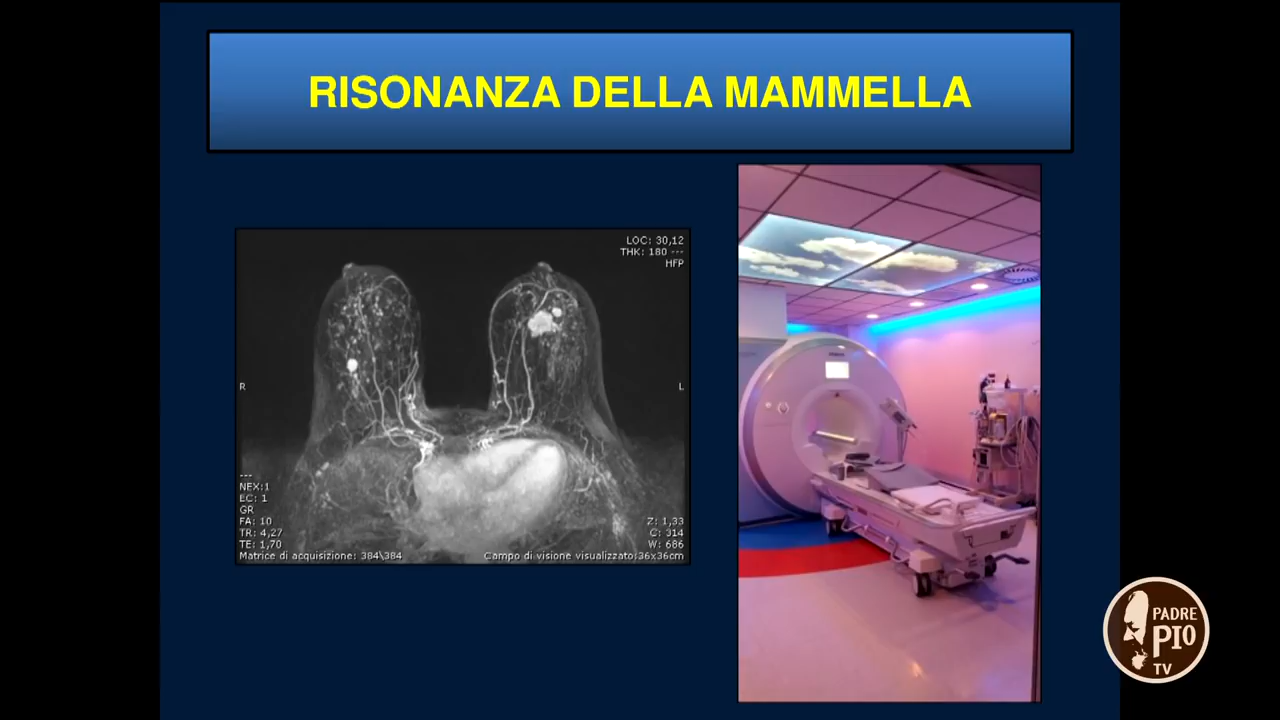 RISONANZA DELLA MAMMELLA
LOC: 30,12
THK: 180 ---
HFP
R
L
---
NEX:1
EC: 1
GR
FA: 10
TR: 4,27
TE: 1,70
Matrice di acquisizione: 384\384
Z: 1,33
C: 314
W: 686
Campo di visione visualizzato:36x36cm
PADRE
PIO
TV